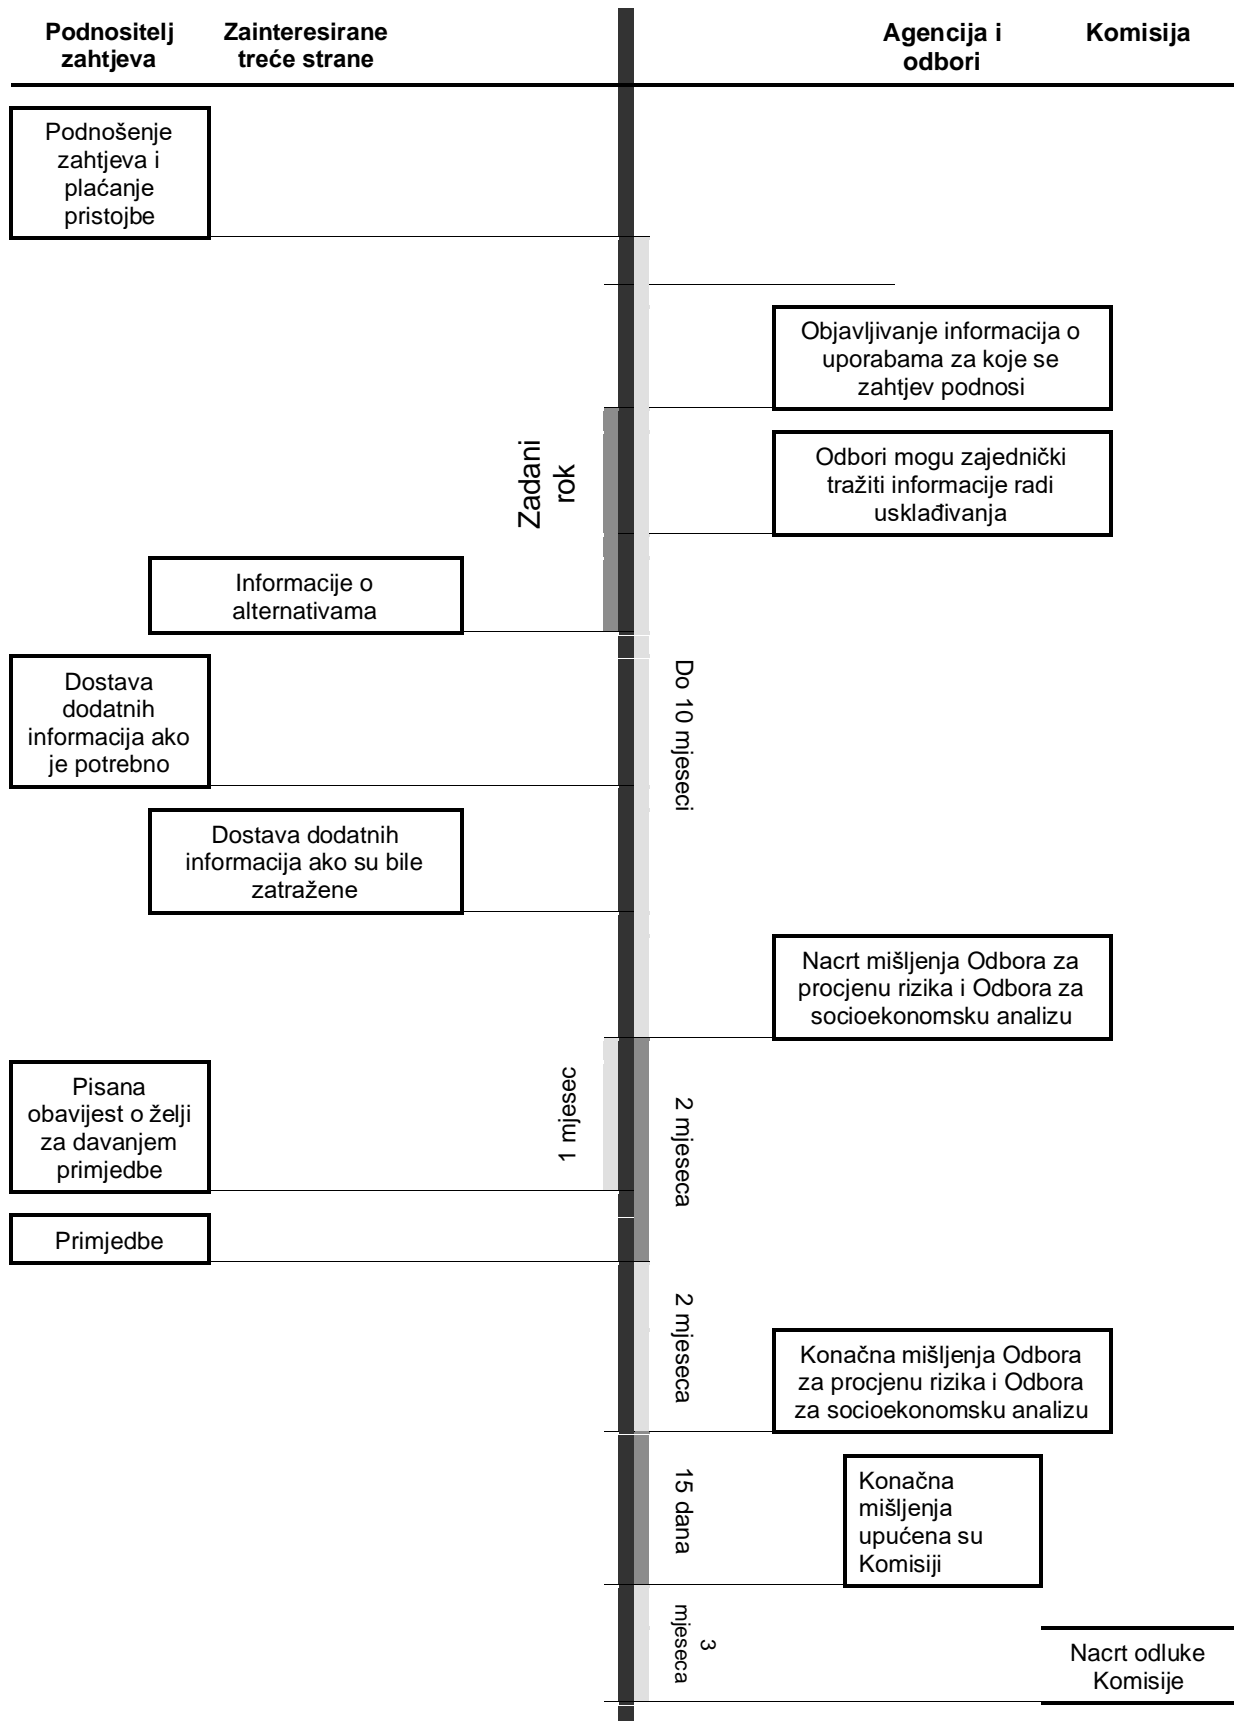 Podnositelj
zahtjeva
Zainteresirane
treće strane
Agencija i
odbori
Komisija
Podnošenje
zahtjeva i
plaćanje
pristojbe
Objavljivanje informacija o
uporabama za koje se
zahtjev podnosi
Zadani
rok
Odbori mogu zajednički
tražiti informacije radi
usklađivanja
Informacije o
alternativama
Dostava
dodatnih
informacija ako
je potrebno
Do 10 mjeseci
Dostava dodatnih
informacija ako su bile
zatražene
Nacrt mišljenja Odbora za
procjenu rizika i Odbora za
socioekonomsku analizu
Pisana
obavijest o želji
za davanjem
primjedbe
1 mjesec
2 mjeseca
Primjedbe
2 mjeseca
Konačna mišljenja Odbora
za procjenu rizika i Odbora
za socioekonomsku analizu
15 dana
Konačna
mišljenja
upućena su
Komisiji
3
mjeseca
Nacrt odluke
Komisije